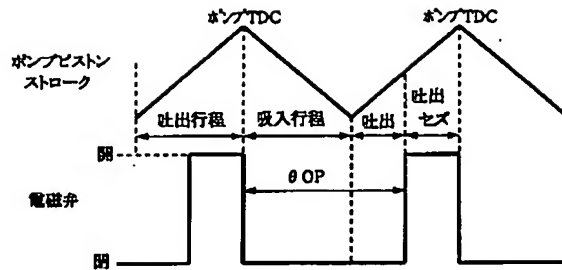 ポンプTDC
ポンプTDC
ポンプピストン
ストローク
吐出行程
吸入行程
吐出
吐出
セズ
開
θOP
電磁弁
閉